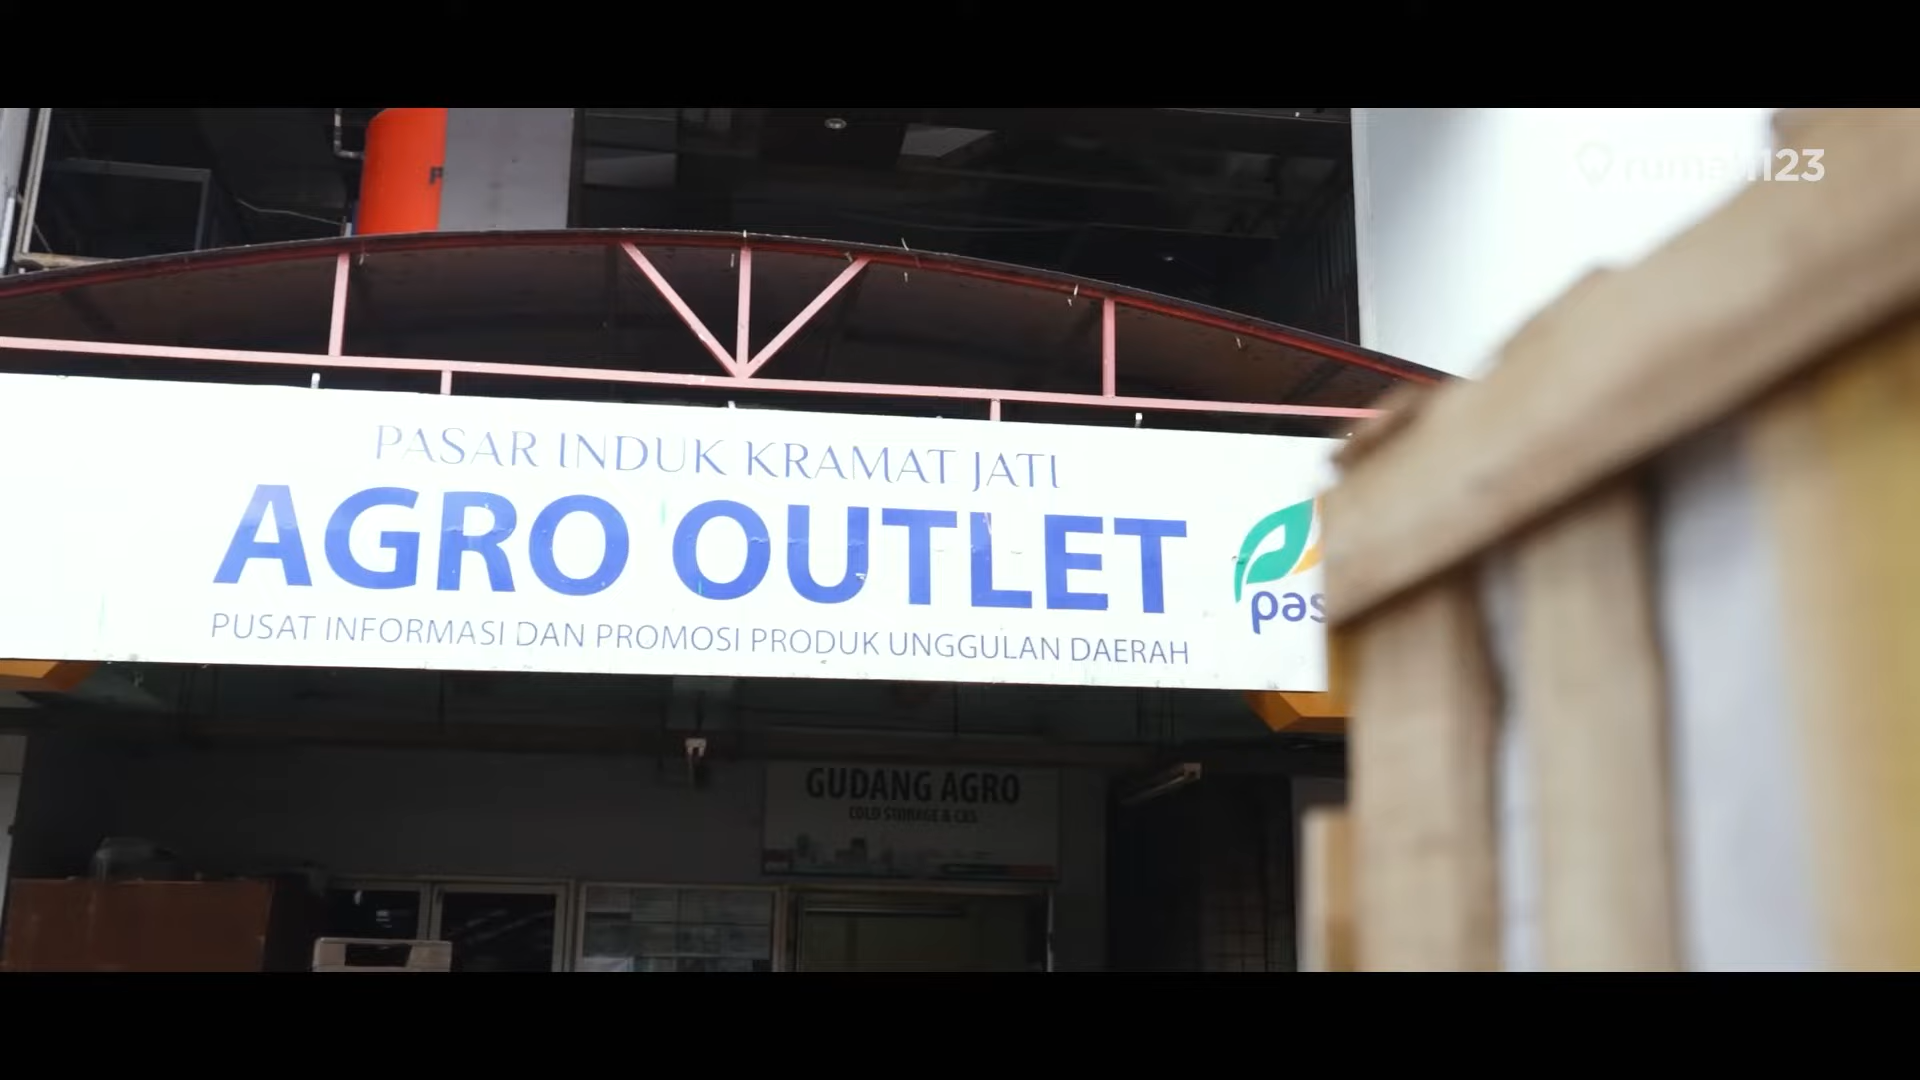 rumah123
PASAR INDUK KRAMAT JATI
AGRO OUTLET
PUSAT INFORMASI DAN PROMOSI PRODUK UNGGULAN DAERAH
pas
GUDANG AGRO
COLD STORAGE & CAS